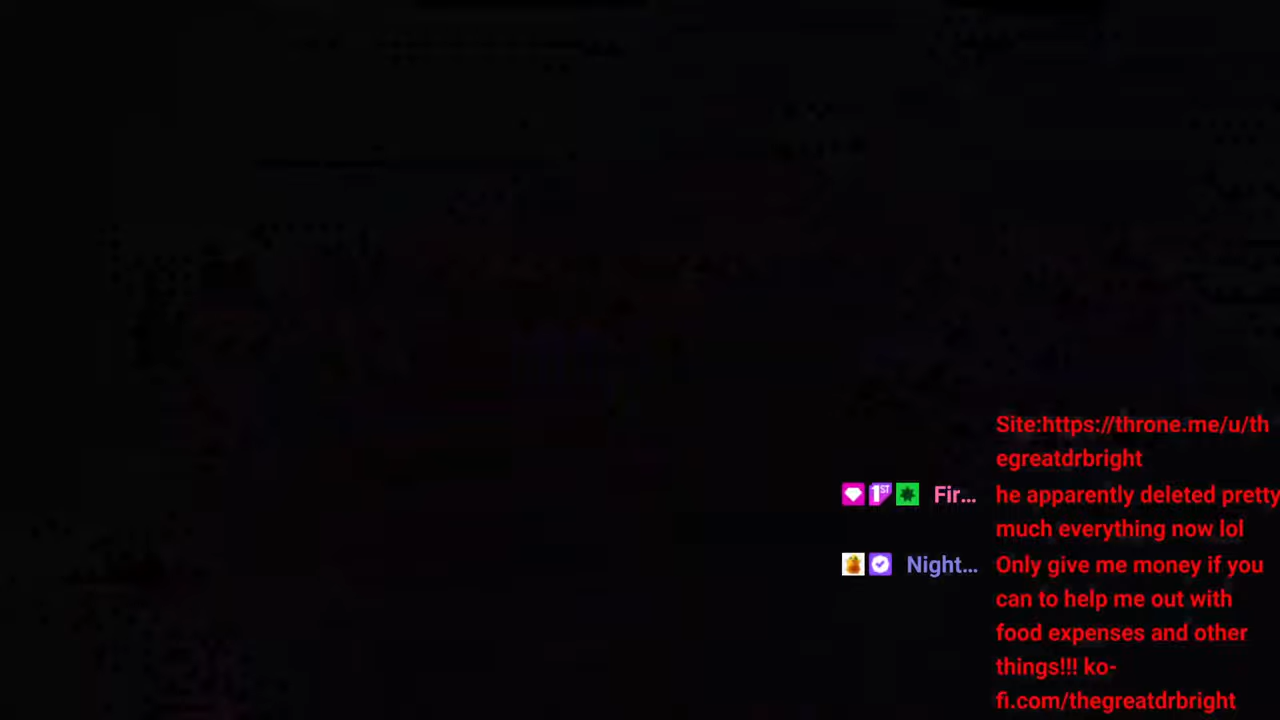 Site:https://throne.me/u/th
egreatdrbright
1ST Fir... he apparently deleted pretty
much everything now lol
Night... Only give me money if you
can to help me out with
food expenses and other
things!!! ko-
fi.com/thegreatdrbright